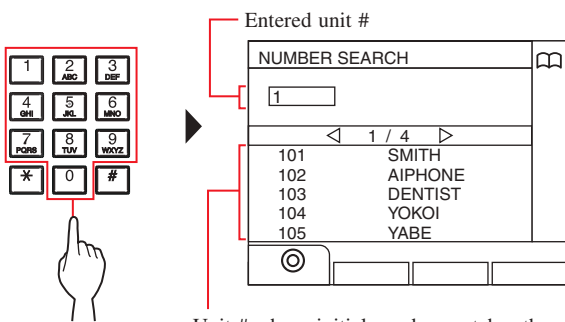 Entered unit #
NUMBER SEARCH
1
1 / 4
101 SMITH
102 AIPHONE
103 DENTIST
104 YOKOI
105 YABE
1 2 ABC 3 DEF
4 GHI 5 JKL 6 MNO
7 PQRS 8 TUV 9 WXYZ
* 0 #